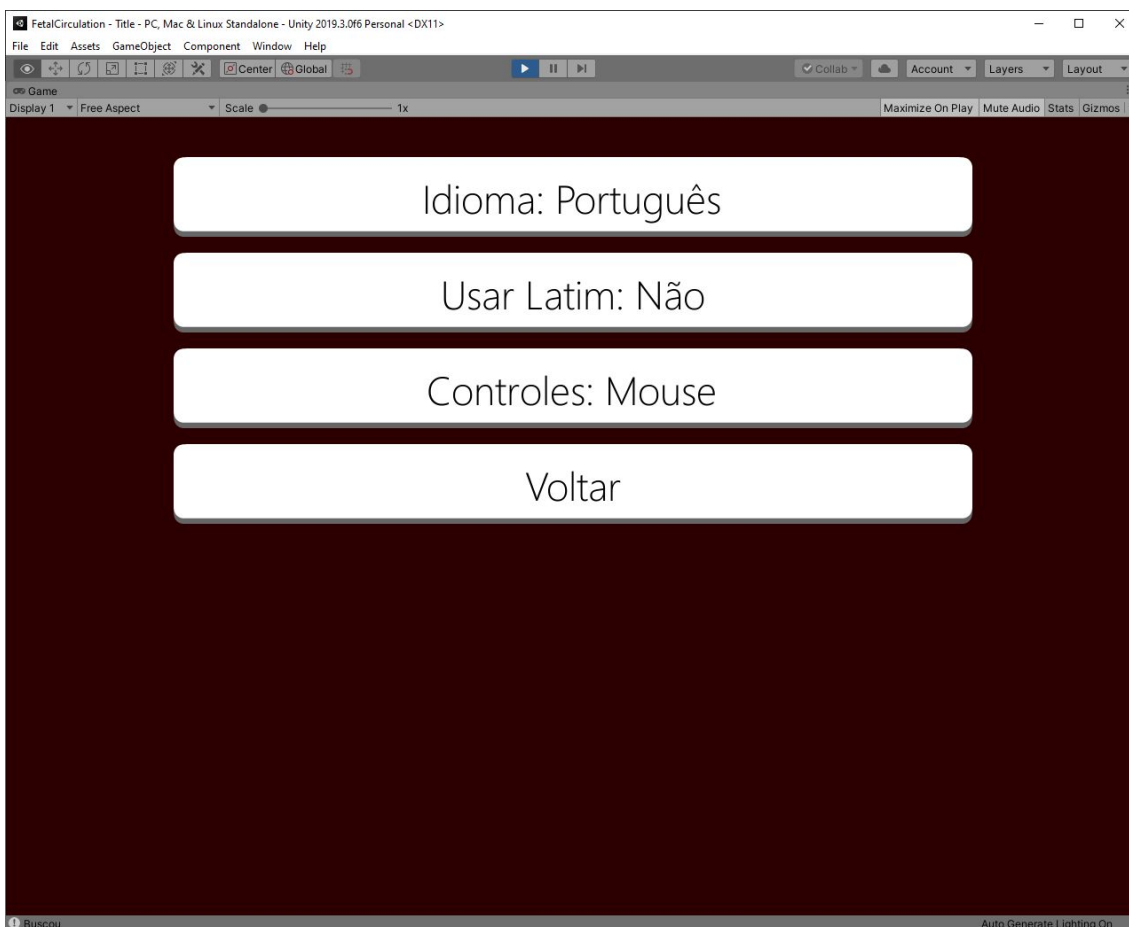 FetalCirculation - Title - PC, Mac & Linux Standalone - Unity 2019.3.0f6 Personal <DX11>
File Edit Assets GameObject Component Window Help
Center Global Collab Account Layers Layout
Game
Display 1 Free Aspect Scale 1x Maximize On Play Mute Audio Stats Gizmos
Idioma: Português
Usar Latim: Não
Controles: Mouse
Voltar
Buscou Auto Generate Lighting On